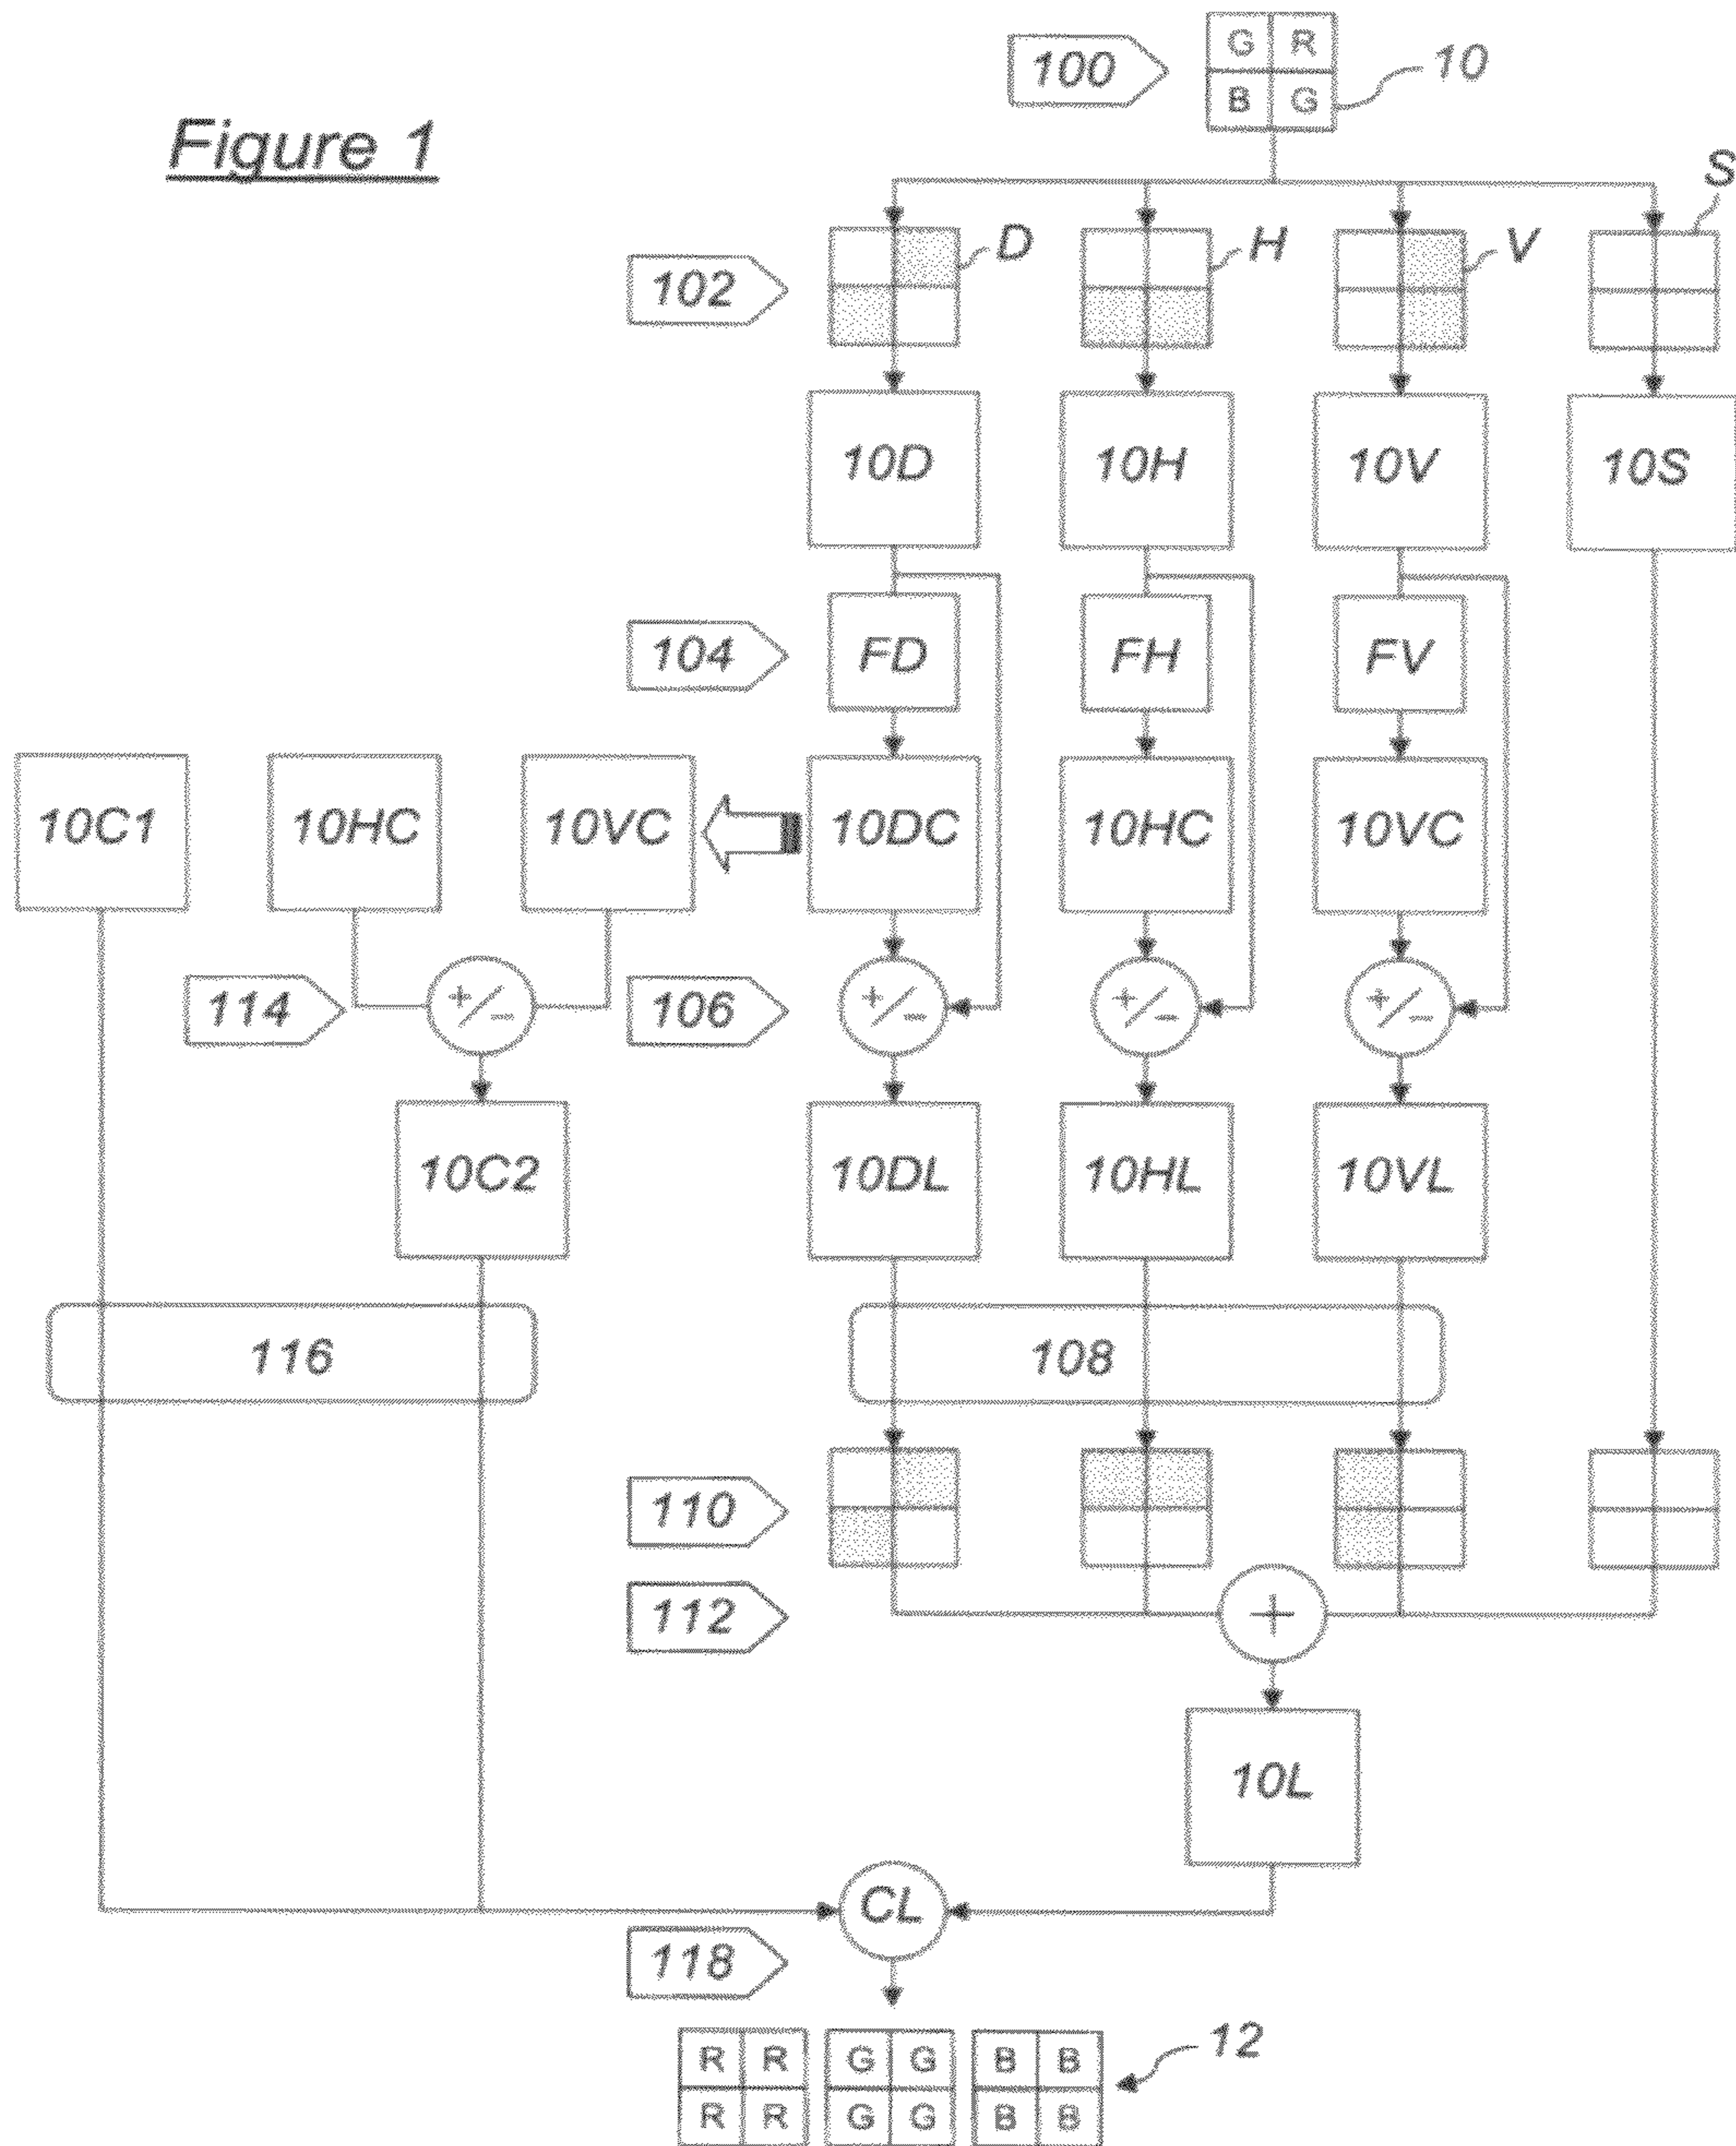 Figure 1
100
G R
B G
10
102
D
H
V
S
10D 10H 10V 10S
104
FD FH FV
10C1 10HC 10VC 10DC 10HC 10VC
114
+/−
106
+/− +/− +/−
10C2 10DL 10HL 10VL
116 108
110
112
+
10L
CL
118
12
R R G G B B
R R G G B B